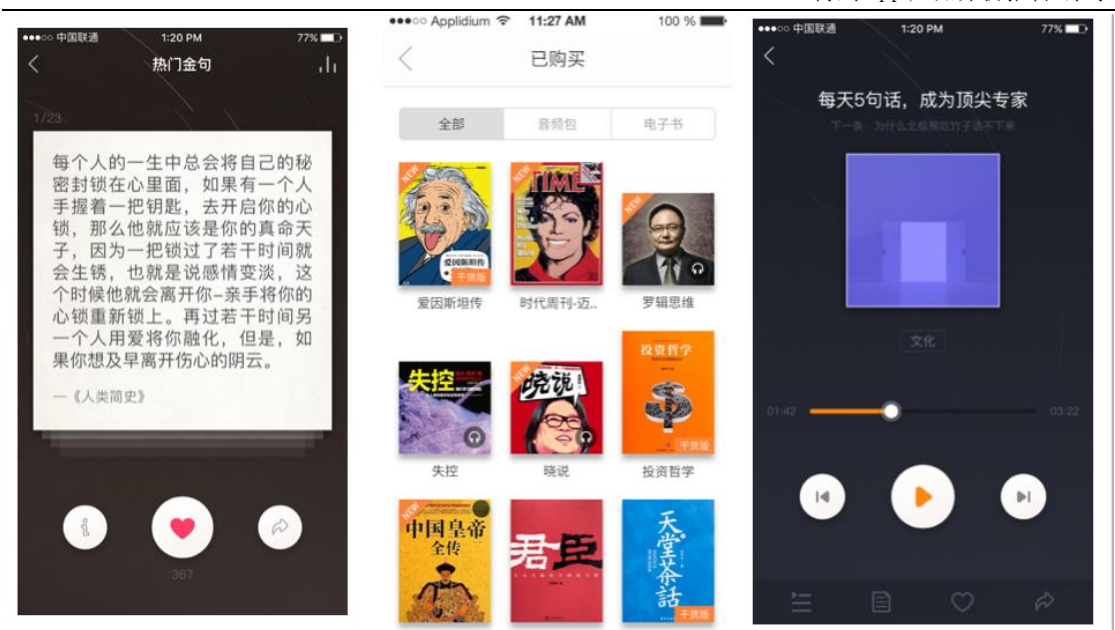 中国联通 1:20 PM 77%
热门金句
1/23
每个人的一生中总会将自己的秘
密封锁在心里面，如果有一个人
手握着一把钥匙，去开启你的心
锁，那么他就应该是你的真命天
子，因为一把锁过了若干时间就
会生锈，也就是说感情变淡，这
个时候他就会离开你–亲手将你的
心锁重新锁上。再过若干时间另
一个人用爱将你融化，但是，如
果你想及早离开伤心的阴云。
—《人类简史》
367
Applidium 11:27 AM 100 %
已购买
全部 音频包 电子书
NEW
爱因斯坦传
干货版
NEW
TIME
NEW
爱因斯坦传 时代周刊-迈.. 罗辑思维
失控
NEW
晓说
投资哲学
干货版
失控 晓说 投资哲学
NEW
中国皇帝
全传
君臣
天堂茶話
干货版
中国联通 1:20 PM 77%
每天5句话，成为顶尖专家
下一条：为什么北极熊吃竹子活不下来
文化
01:42 03:22